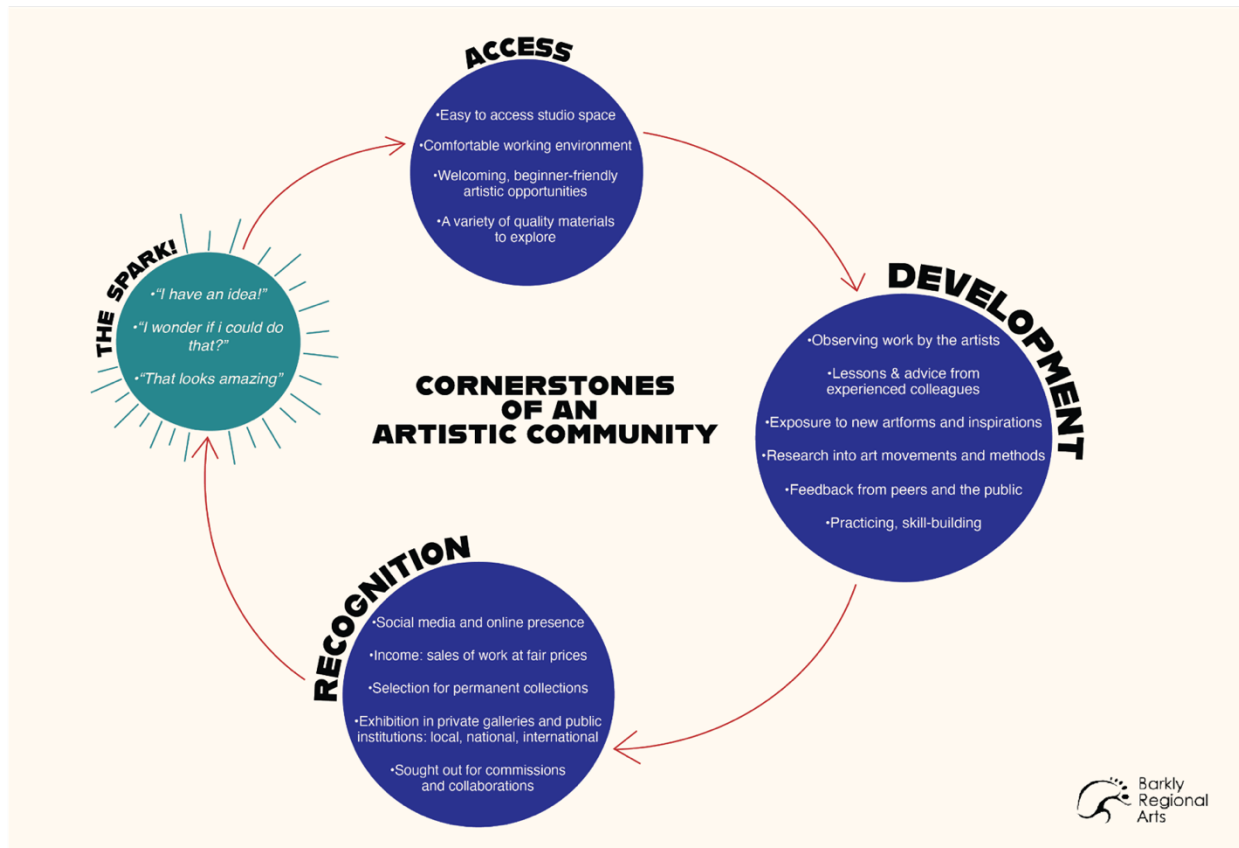 ACCESS
•Easy to access studio space
•Comfortable working environment
•Welcoming, beginner-friendly
artistic opportunities
•A variety of quality materials
to explore
THE SPARK!
•“I have an idea!”
•“I wonder if i could do
that?”
•“That looks amazing”
CORNERSTONES
OF AN
ARTISTIC COMMUNITY
DEVELOPMENT
•Observing work by the artists
•Lessons & advice from
experienced colleagues
•Exposure to new artforms and inspirations
•Research into art movements and methods
•Feedback from peers and the public
•Practicing, skill-building
RECOGNITION
•Social media and online presence
•Income: sales of work at fair prices
•Selection for permanent collections
•Exhibition in private galleries and public
institutions: local, national, international
•Sought out for commissions
and collaborations
Barkly
Regional
Arts